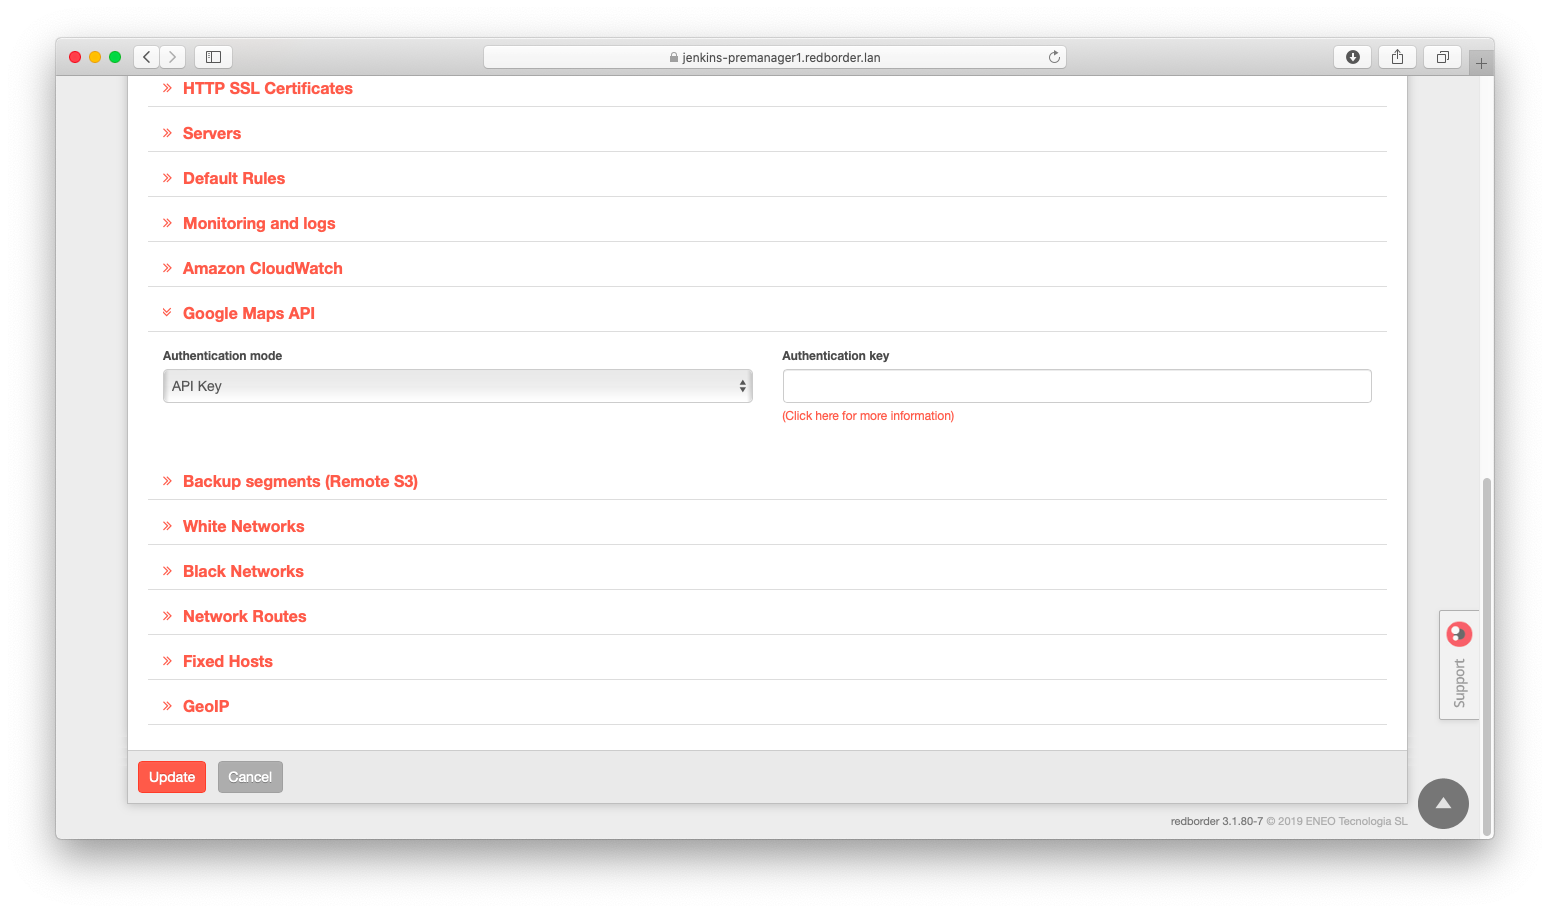 jenkins-premanager1.redborder.lan
HTTP SSL Certificates
Servers
Default Rules
Monitoring and logs
Amazon CloudWatch
Google Maps API
Authentication mode
Authentication key
API Key
(Click here for more information)
Backup segments (Remote S3)
White Networks
Black Networks
Network Routes
Fixed Hosts
GeoIP
Support
Update
Cancel
redborder 3.1.80-7 © 2019 ENEO Tecnologia SL